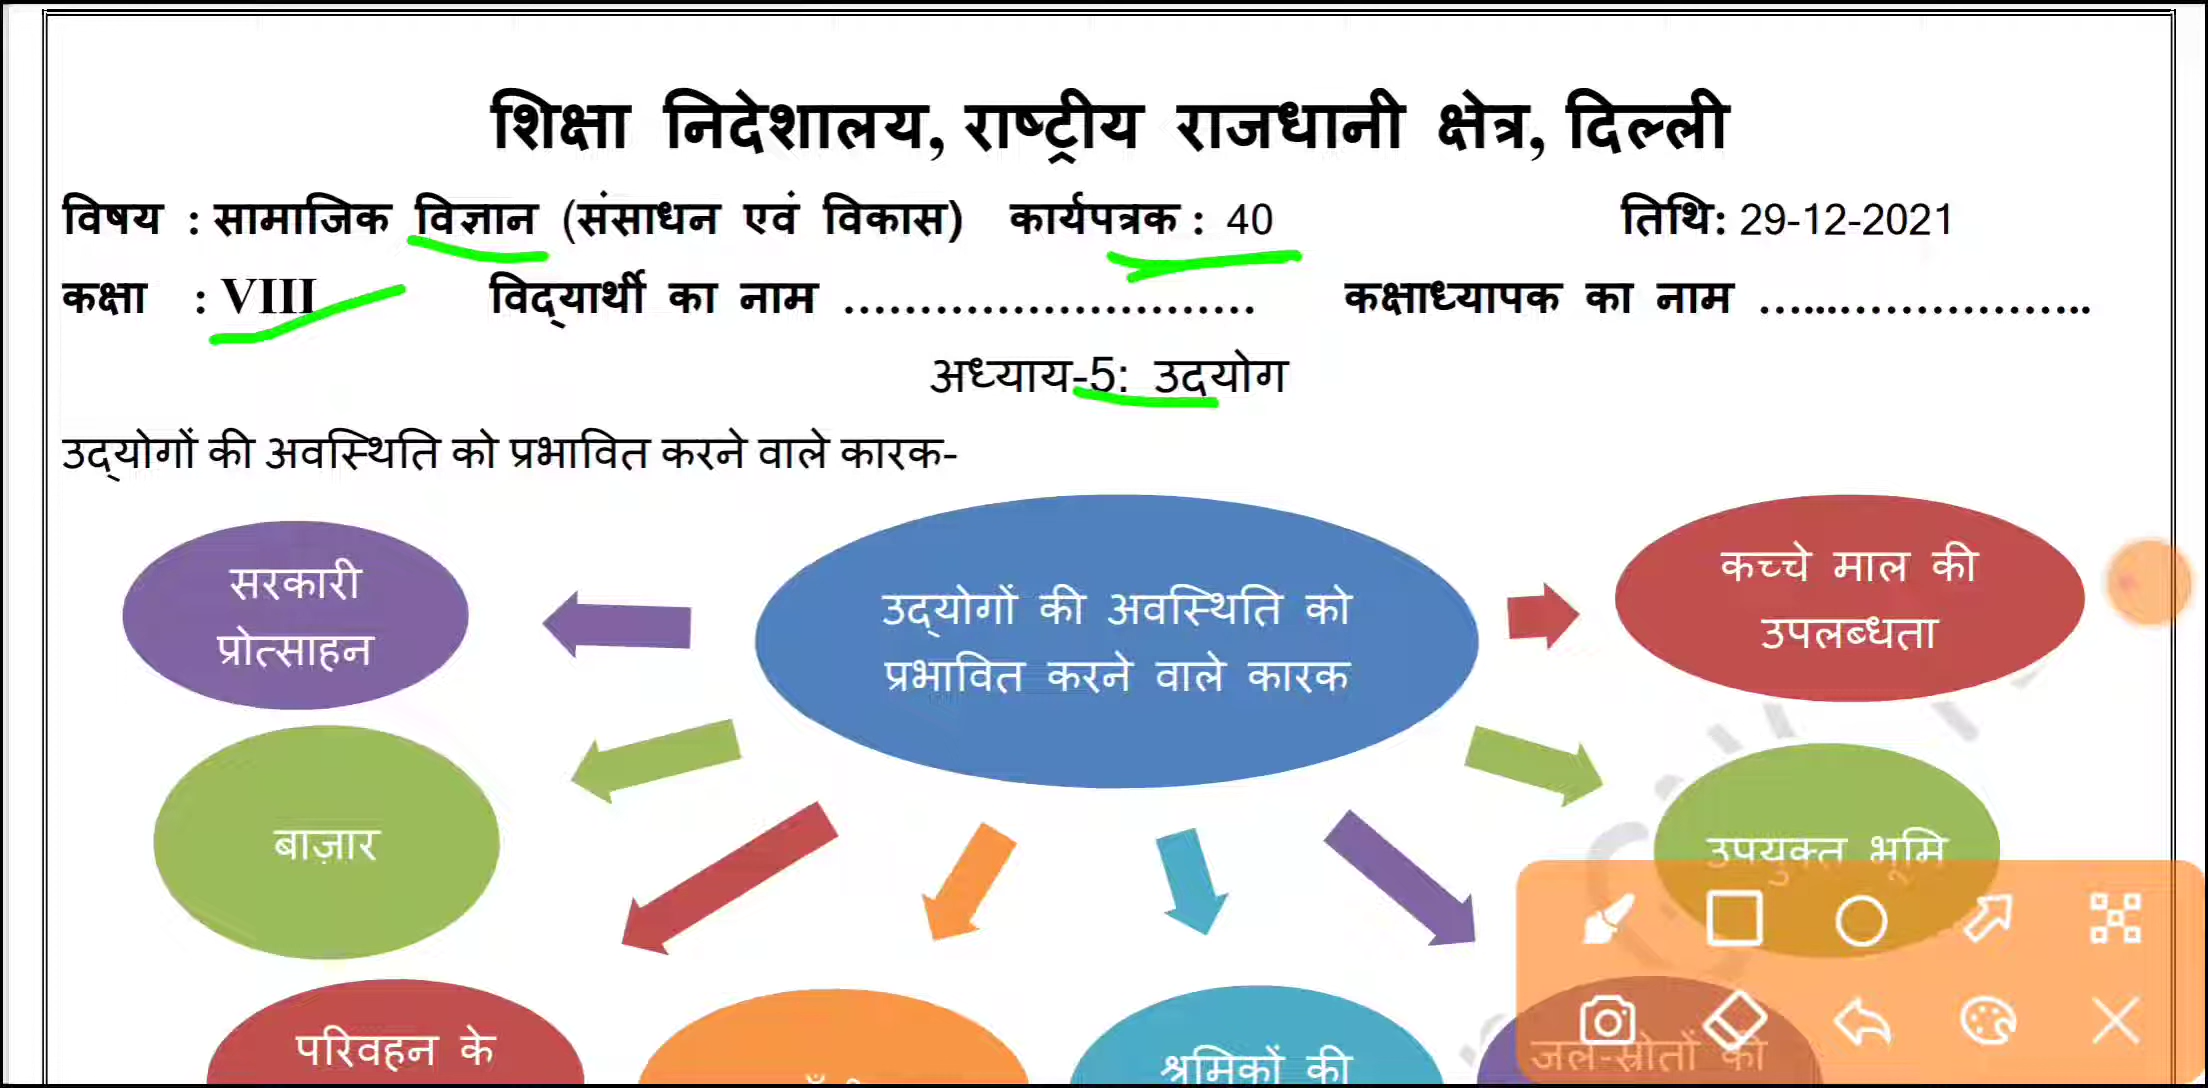 शिक्षा निदेशालय, राष्ट्रीय राजधानी क्षेत्र, दिल्ली
विषय : सामाजिक विज्ञान (संसाधन एवं विकास) कार्यपत्रक : 40 तिथि: 29-12-2021
कक्षा : VIII विद्यार्थी का नाम ........................... कक्षाध्यापक का नाम ......................
अध्याय-5: उद्योग
उद्योगों की अवस्थिति को प्रभावित करने वाले कारक-
सरकारी
प्रोत्साहन
उद्योगों की अवस्थिति को
प्रभावित करने वाले कारक
कच्चे माल की
उपलब्धता
बाज़ार
उपयुक्त भूमि
परिवहन के
श्रमिकों की
जल-स्रोतों की